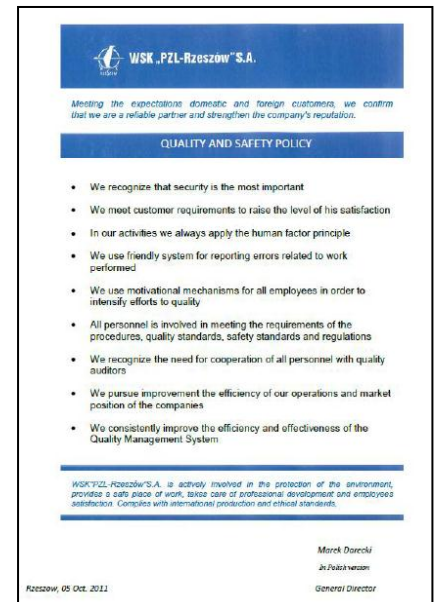 WSK „PZL-Rzeszów"S.A.
Meeting the expectations domestic and foreign customers, we confirm
that we are a reliable partner and strengthen the company's reputation.
QUALITY AND SAFETY POLICY
• We recognize that security is the most important
• We meet customer requirements to raise the level of his satisfaction
• In our activities we always apply the human factor principle
• We use friendly system for reporting errors related to work
performed
• We use motivational mechanisms for all employees in order to
intensify efforts to quality
• All personnel is involved in meeting the requirements of the
procedures, quality standards, safety standards and regulations
• We recognize the need for cooperation of all personnel with quality
auditors
• We pursue improvement the efficiency of our operations and market
position of the companies
• We consistently improve the efficiency and effectiveness of the
Quality Management System
WSK"PZL-Rzeszów"S.A. is actively involved in the protection of the environment,
provides a safe place of work, takes care of professional development and employees
satisfaction. Complies with international production and ethical standards.
Marek Darecki
In Polish version
Rzeszow, 05 Oct. 2011
General Director